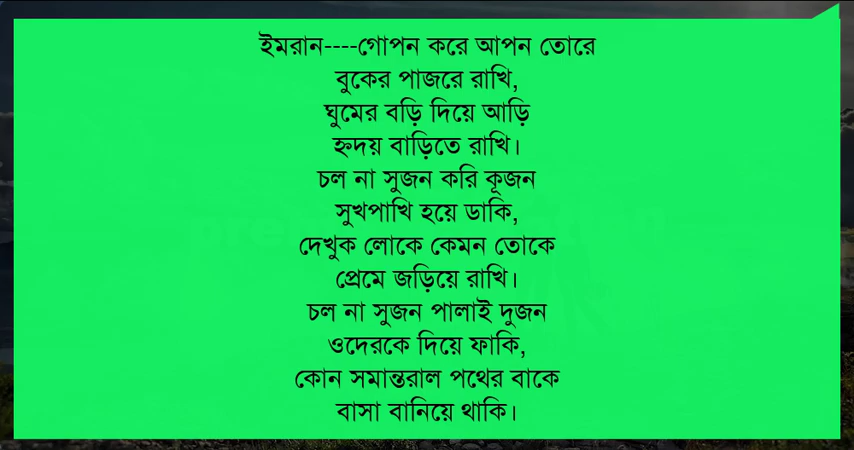 ইমরান----গোপন করে আপন তোরে
বুকের পাজরে রাখি,
ঘুমের বড়ি দিয়ে আড়ি
হৃদয় বাড়িতে রাখি।
চল না সুজন করি কূজন
সুখপাখি হয়ে ডাকি,
দেখুক লোকে কেমন তোকে
প্রেমে জড়িয়ে রাখি।
চল না সুজন পালাই দুজন
ওদেরকে দিয়ে ফাকি,
কোন সমান্তরাল পথের বাকে
বাসা বানিয়ে থাকি।